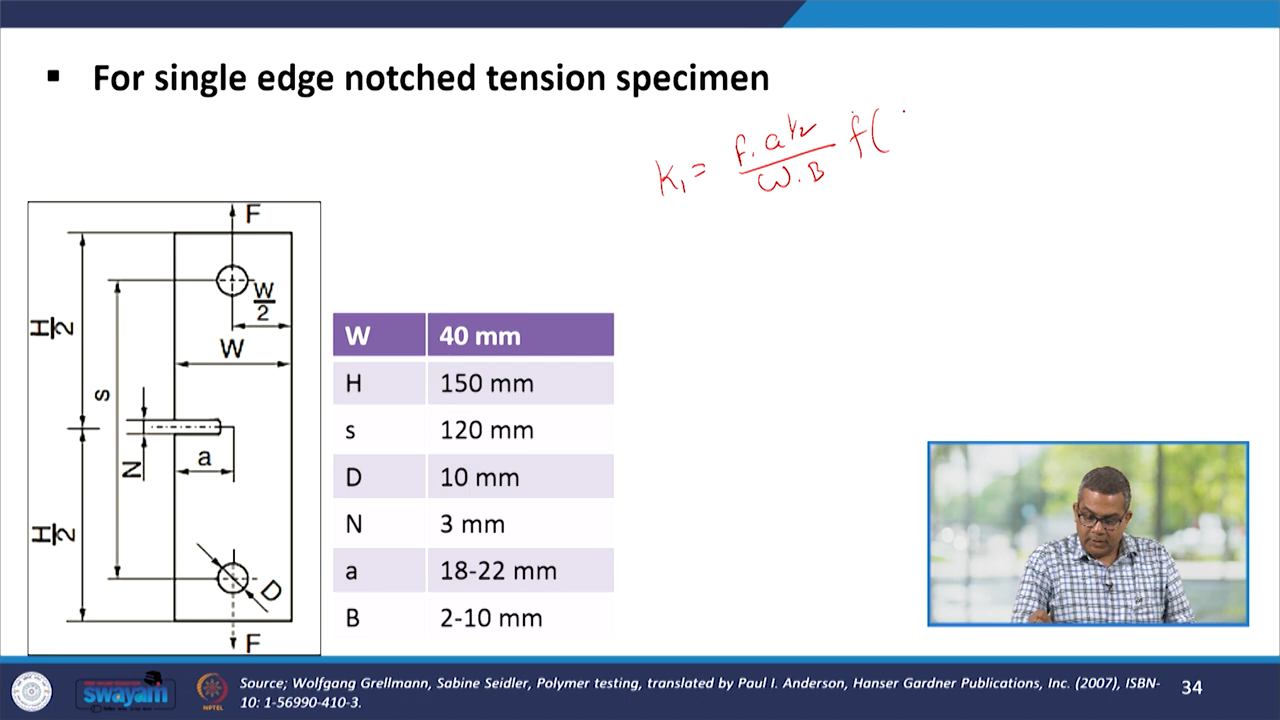 ▪ For single edge notched tension specimen
K₁ = F. a^1/2 / W. B f(
F
H/2
W/2
W
s
N
a
H/2
D
F
W 40 mm
H 150 mm
s 120 mm
D 10 mm
N 3 mm
a 18-22 mm
B 2-10 mm
swayam
NPTEL
Source; Wolfgang Grellmann, Sabine Seidler, Polymer testing, translated by Paul I. Anderson, Hanser Gardner Publications, Inc. (2007), ISBN-
10: 1-56990-410-3.
34